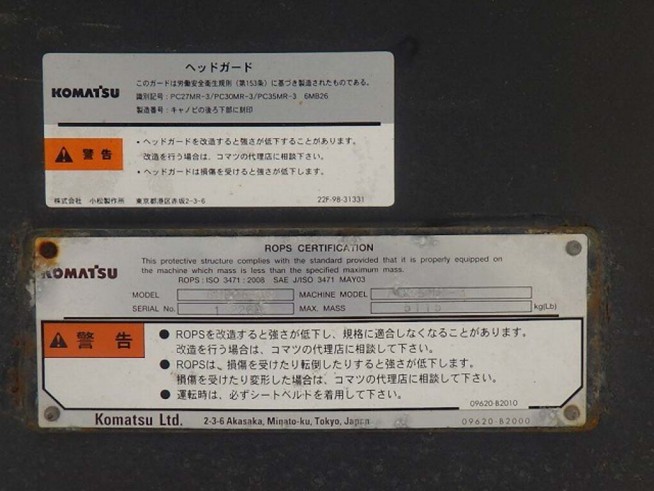 ヘッドガード
KOMATSU
このガードは労働安全衛生規則(第153条)に基づき製造されたものである。
識別記号:PC27MR-3/PC30MR-3/PC35MR-3 6MB26
製造番号:キャノピの後ろ下部に刻印
警告
・ヘッドガードを改造すると強さが低下することがあります。
改造を行う場合は、コマツの代理店に相談下さい。
・ヘッドガードは損傷を受けると強さが低下します。
株式会社 小松製作所 東京都港区赤坂2-3-6 22F-98-31331
ROPS CERTIFICATION
KOMATSU
This protective structure complies with the standard provided that it is properly equipped on
the machine which mass is less than the specified maximum mass.
ROPS:ISO 3471:2008 SAE J/ISO 3471 MAY03
MODEL MACHINE MODEL
SERIAL No. MAX. MASS kg(Lb)
警告
● ROPSを改造すると強さが低下し、規格に適合しなくなることがあります。
改造を行う場合は、コマツの代理店に相談して下さい。
● ROPSは、損傷を受けたり転倒したりすると強さが低下します。
損傷を受けたり変形した場合は、コマツの代理店に相談して下さい。
● 運転時は、必ずシートベルトを着用して下さい。
09620-B2010
Komatsu Ltd. 2-3-6 Akasaka, Minato-ku, Tokyo, Japan 09620-B2000